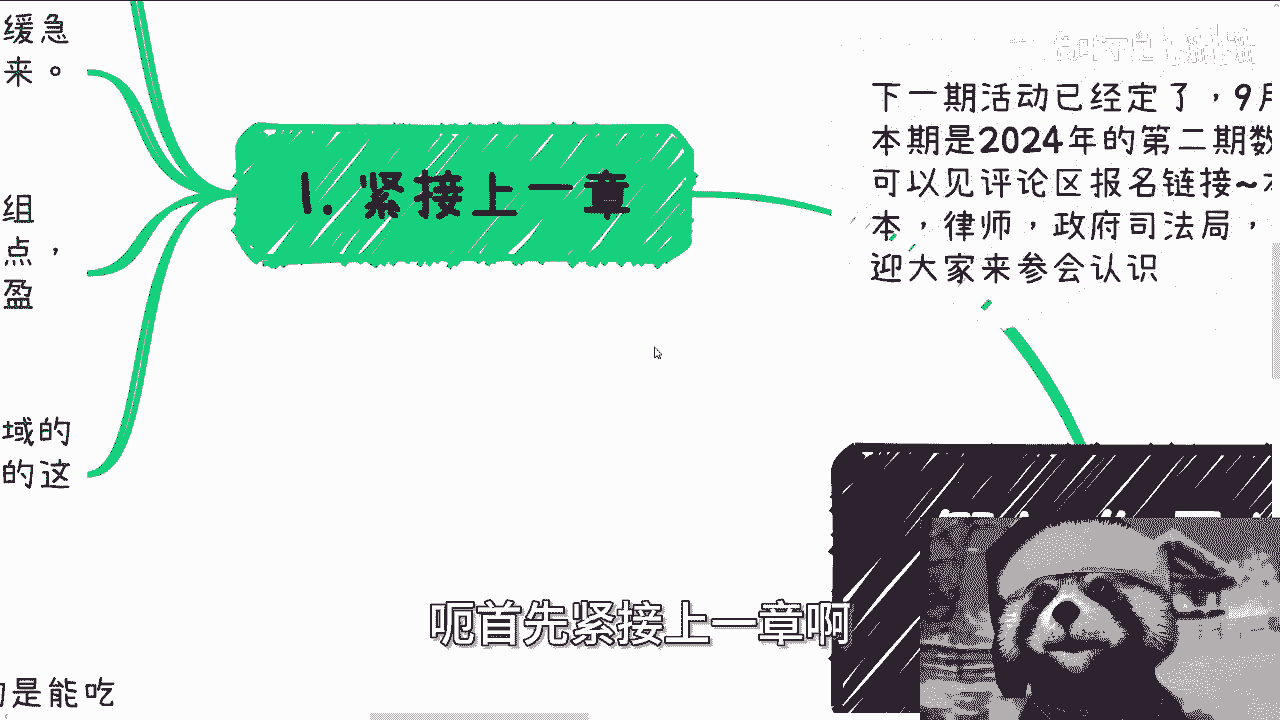 缓急
来。
组
点，
盈
域的
的这
是能吃
1. 紧接上一章
下一期活动已经定了，9月
本期是2024年的第二期数
可以见评论区报名链接~
本，律师，政府司法局，
迎大家来参会认识
呃首先紧接上一章啊